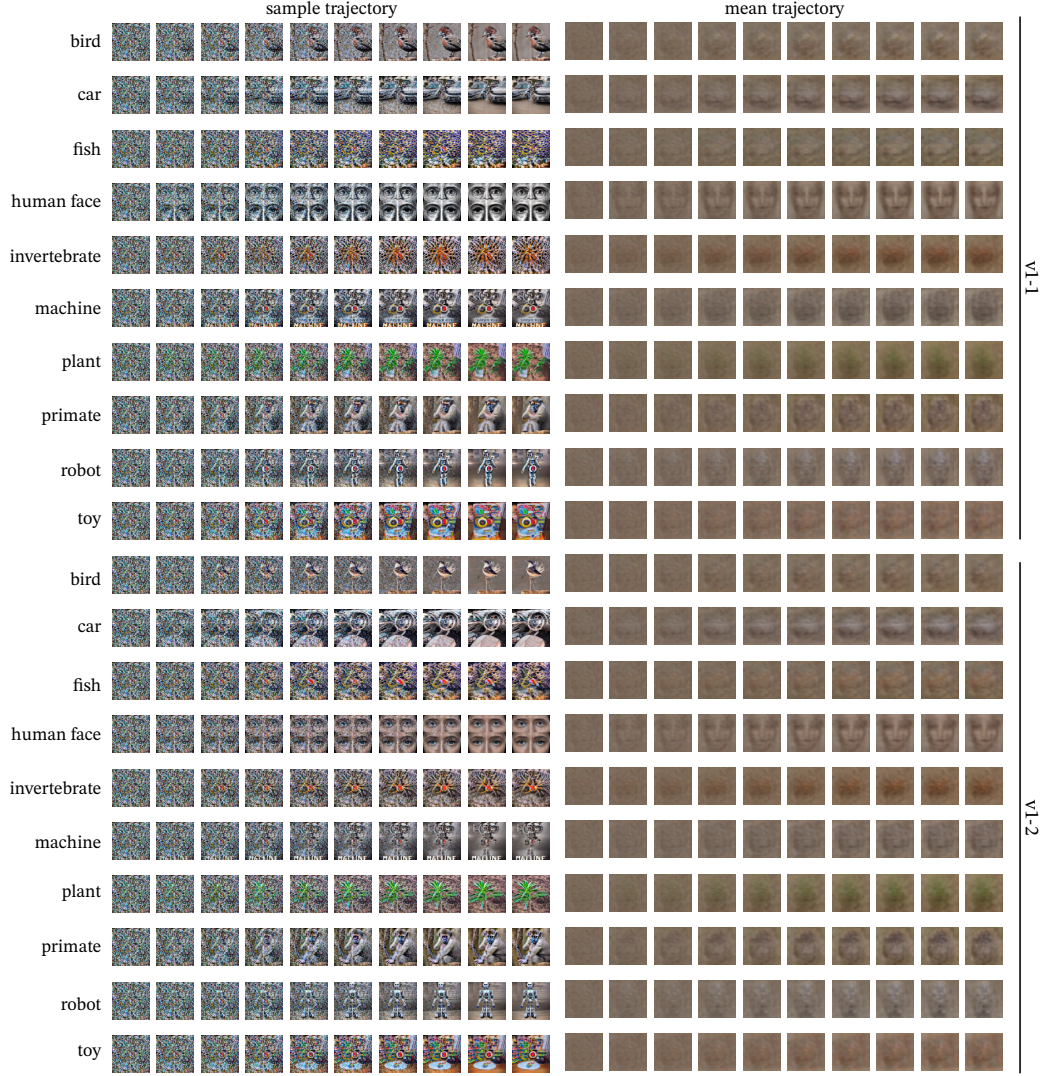 sample trajectory
mean trajectory
bird
car
fish
human face
invertebrate
machine
plant
primate
robot
toy
v1-1
bird
car
fish
human face
invertebrate
machine
plant
primate
robot
toy
v1-2